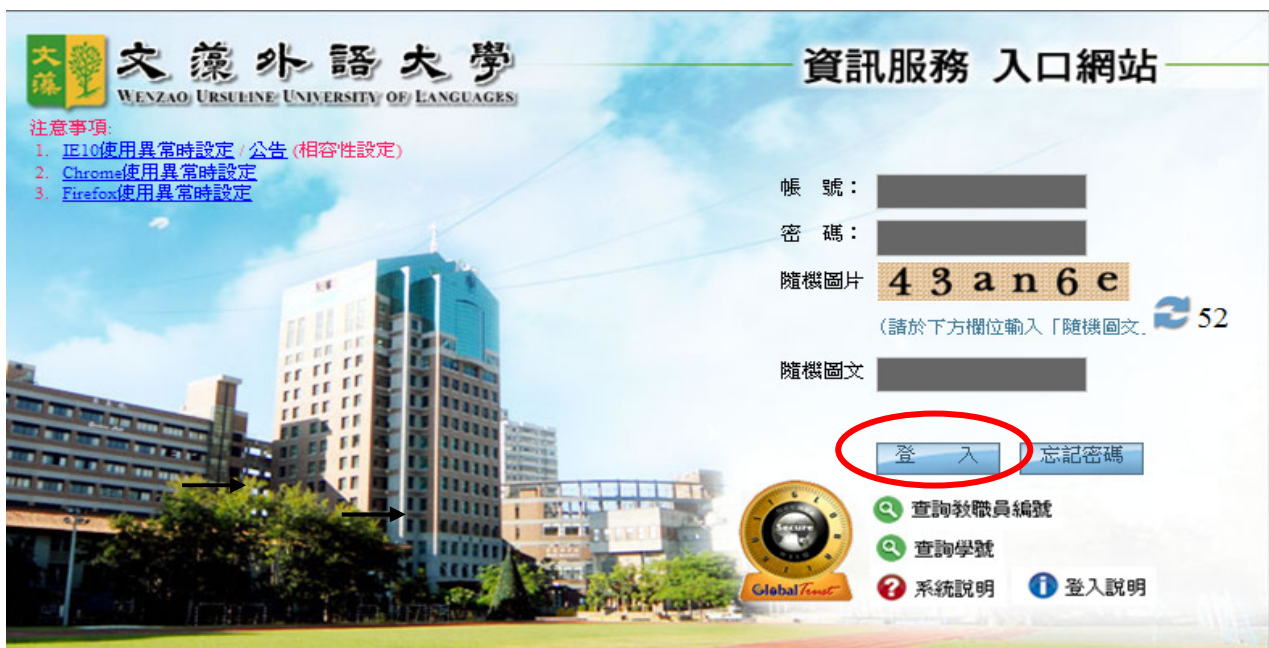 文藻
文藻外語大學
WENZAO URSULINE UNIVERSITY OF LANGUAGES
資訊服務 入口網站
注意事項:
1. IE10使用異常時設定 / 公告 (相容性設定)
2. Chrome使用異常時設定
3. Firefox使用異常時設定
帳 號：
密 碼：
隨機圖片 4 3 a n 6 e
(請於下方欄位輸入「隨機圖文
52
隨機圖文
登 入 忘記密碼
查詢教職員編號
查詢學號
系統說明 登入說明
Secure
GlobalTrust